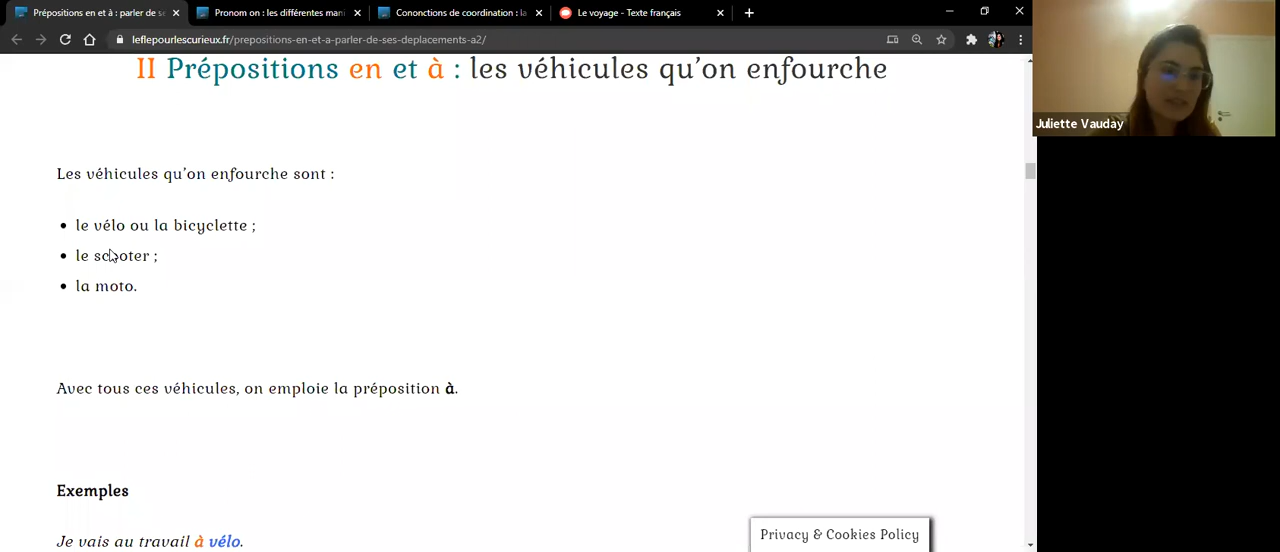 Prépositions en et à : parler de se
Pronom on : les différentes mani
Cononctions de coordination : la
Le voyage - Texte français
leflepourlescurieux.fr/prepositions-en-et-a-parler-de-ses-deplacements-a2/
II Prépositions en et à : les véhicules qu'on enfourche
Juliette Vauday
Les véhicules qu'on enfourche sont :
• le vélo ou la bicyclette ;
• le scooter ;
• la moto.
Avec tous ces véhicules, on emploie la préposition à.
Exemples
Privacy & Cookies Policy
Je vais au travail à vélo.